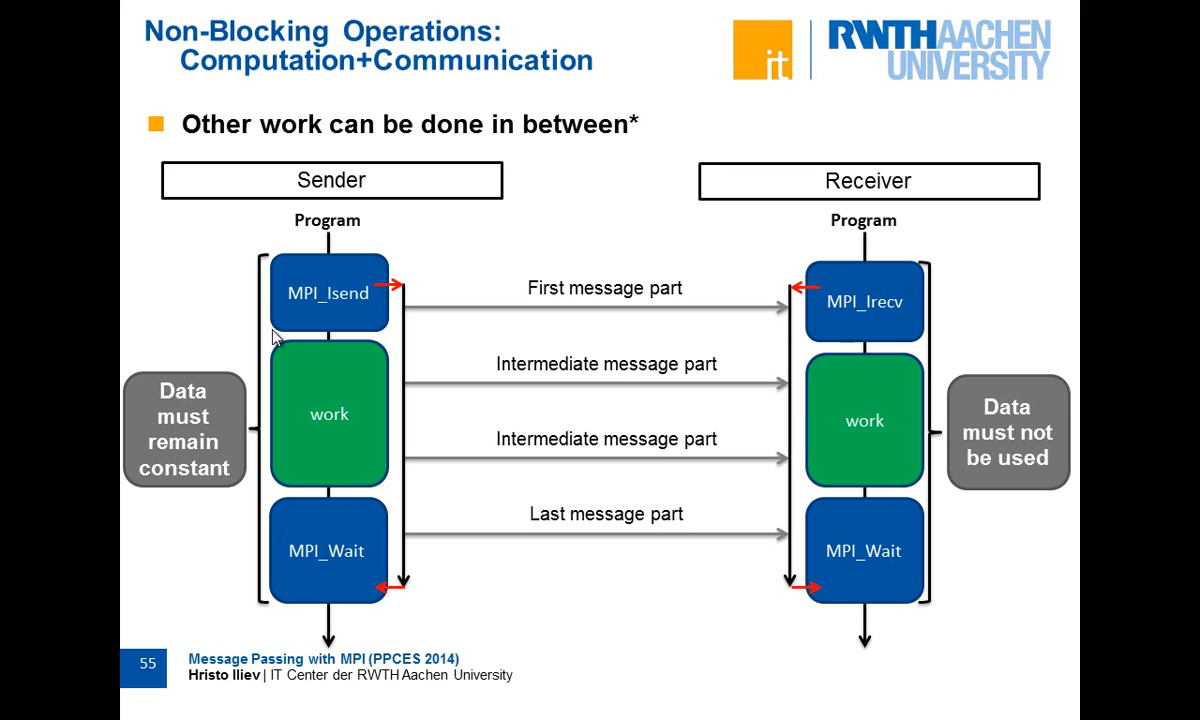 Non-Blocking Operations:
Computation+Communication
it
RWTHAACHEN
UNIVERSITY
Other work can be done in between*
Sender
Receiver
Program
Program
MPI_Isend
First message part
MPI_Irecv
Intermediate message part
Data
must
remain
constant
work
Intermediate message part
work
Data
must not
be used
Last message part
MPI_Wait
MPI_Wait
55
Message Passing with MPI (PPCES 2014)
Hristo Iliev | IT Center der RWTH Aachen University